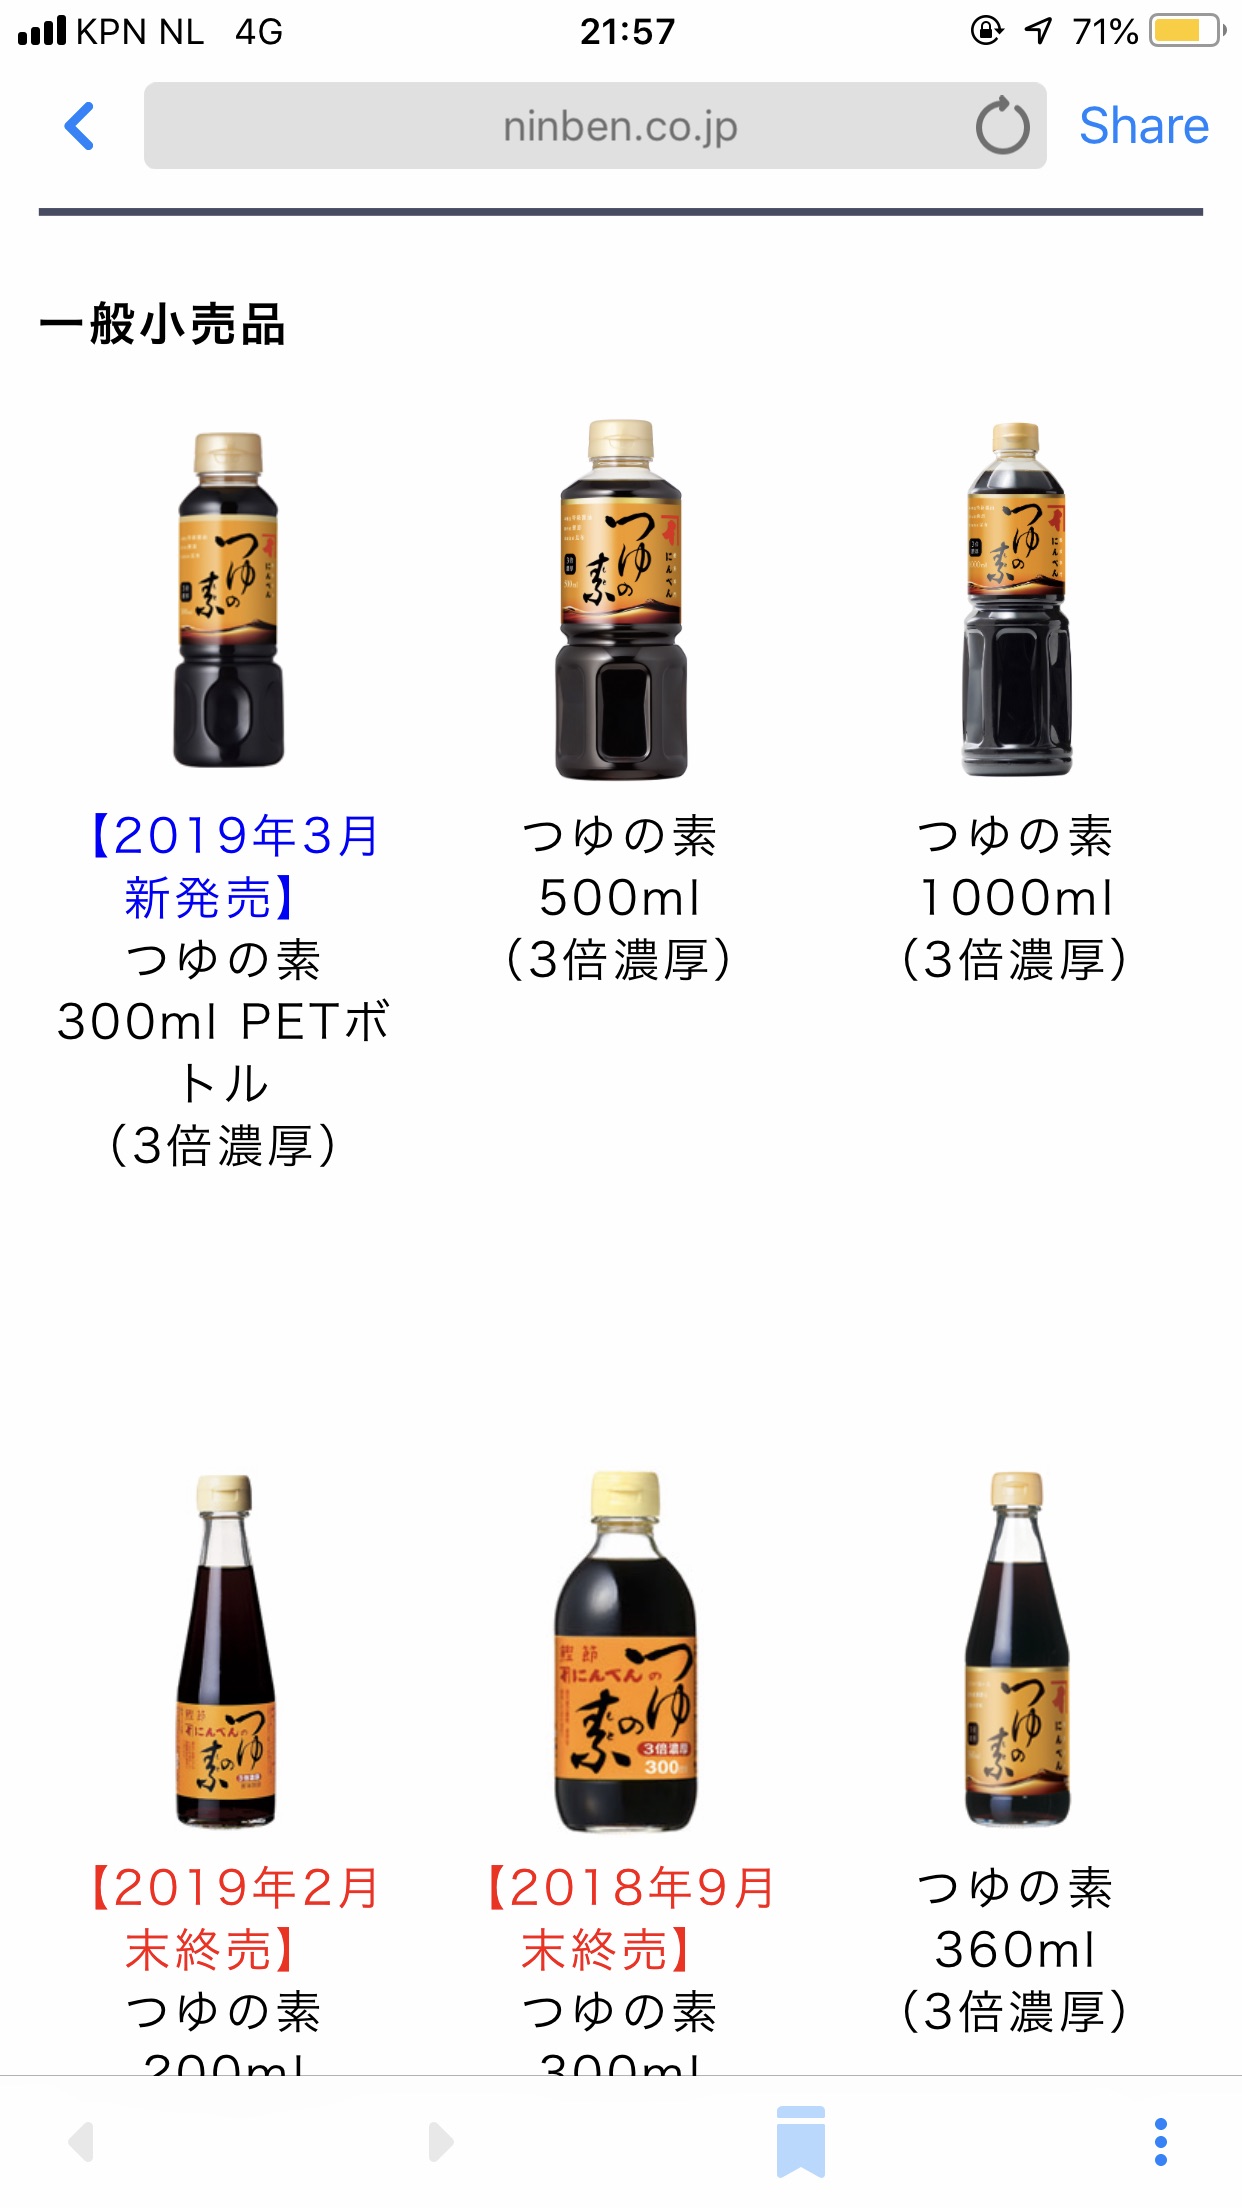 KPN NL 4G 21:57 71%
ninben.co.jp Share
一般小売品
つゆの素 にんべん
つゆの素 にんべん
つゆの素 にんべん
【2019年3月
新発売】
つゆの素
300ml PETボ
トル
（3倍濃厚）
つゆの素
500ml
（3倍濃厚）
つゆの素
1000ml
（3倍濃厚）
鰹節
にんべんの
つゆの素
鰹節
にんべんの
つゆの素
3倍濃厚
300
にんべん
つゆの素
【2019年2月
末終売】
つゆの素
200ml
【2018年9月
末終売】
つゆの素
300ml
つゆの素
360ml
（3倍濃厚）